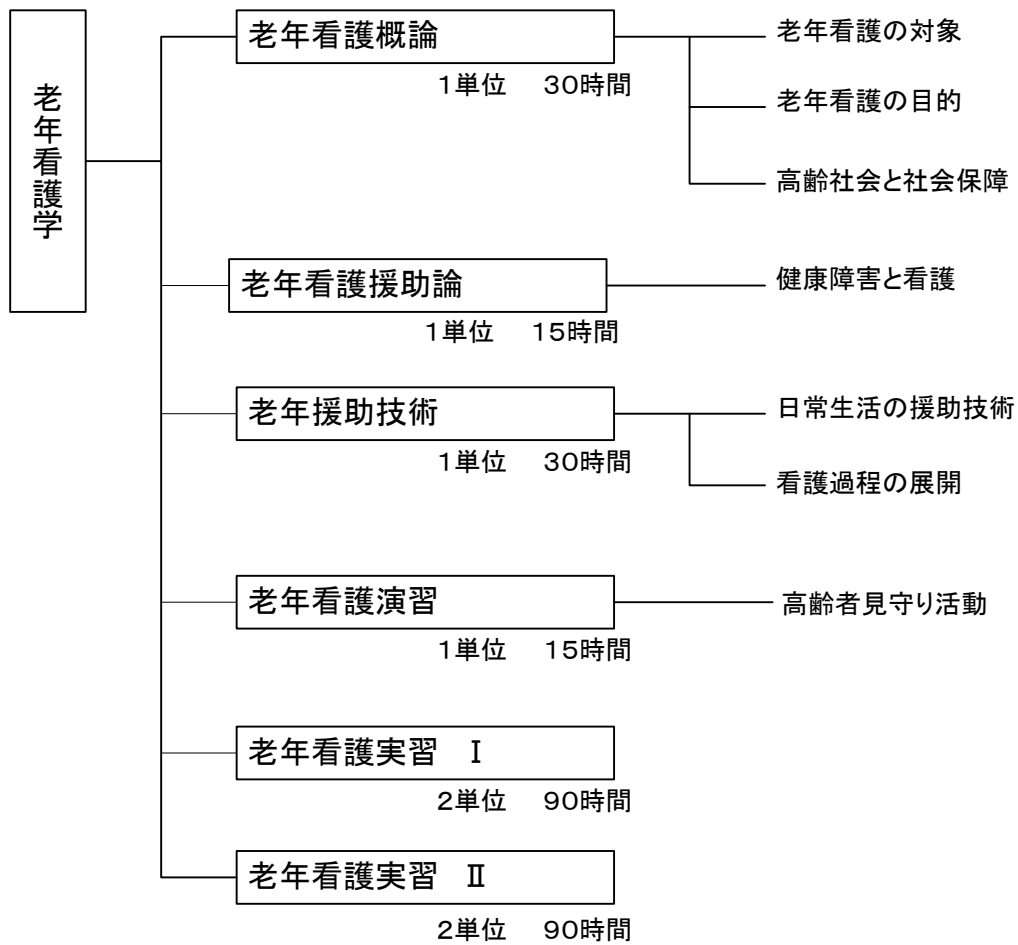 老年看護学
老年看護概論
1単位 30時間
老年看護の対象
老年看護の目的
高齢社会と社会保障
老年看護援助論
1単位 15時間
健康障害と看護
老年援助技術
1単位 30時間
日常生活の援助技術
看護過程の展開
老年看護演習
1単位 15時間
高齢者見守り活動
老年看護実習 Ⅰ
2単位 90時間
老年看護実習 Ⅱ
2単位 90時間